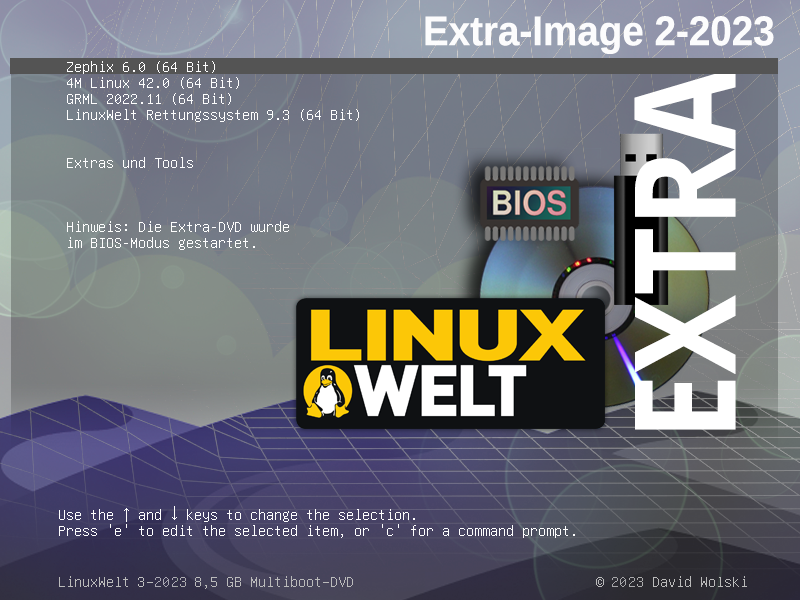 Extra-Image 2-2023
Zephix 6.0 (64 Bit)
4M Linux 42.0 (64 Bit)
GRML 2022.11 (64 Bit)
LinuxWelt Rettungssystem 9.3 (64 Bit)
Extras und Tools
Hinweis: Die Extra-DVD wurde
im BIOS-Modus gestartet.
BIOS
EXTRA
LINUX
WELT
Use the ↑ and ↓ keys to change the selection.
Press 'e' to edit the selected item, or 'c' for a command prompt.
LinuxWelt 3-2023 8,5 GB Multiboot-DVD
© 2023 David Wolski